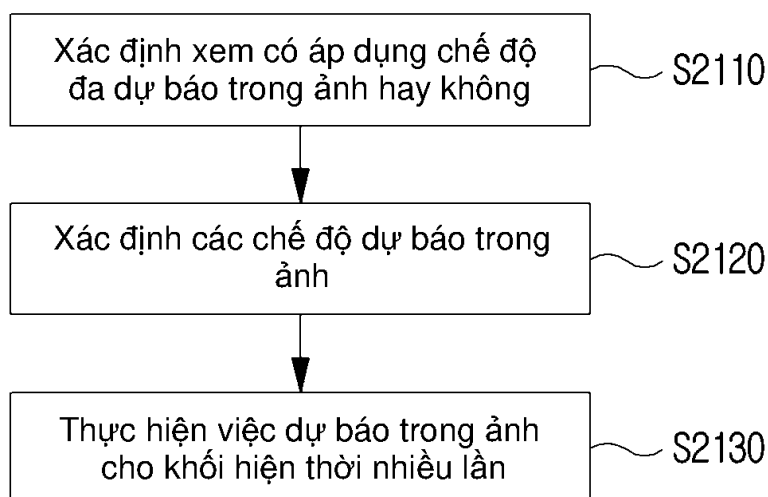 Xác định xem có áp dụng chế độ
đa dự báo trong ảnh hay không
S2110
Xác định các chế độ dự báo trong
ảnh
S2120
Thực hiện việc dự báo trong ảnh
cho khối hiện thời nhiều lần
S2130